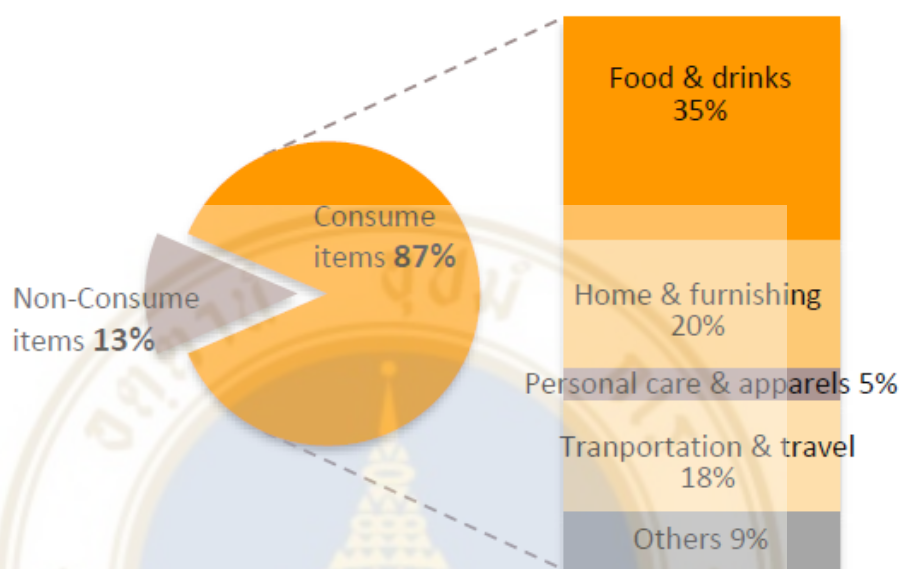 Food & drinks
35%
Consume
items 87%
Non-Consume
items 13%
Home & furnishing
20%
Personal care & apparels 5%
Tranportation & travel
18%
Others 9%